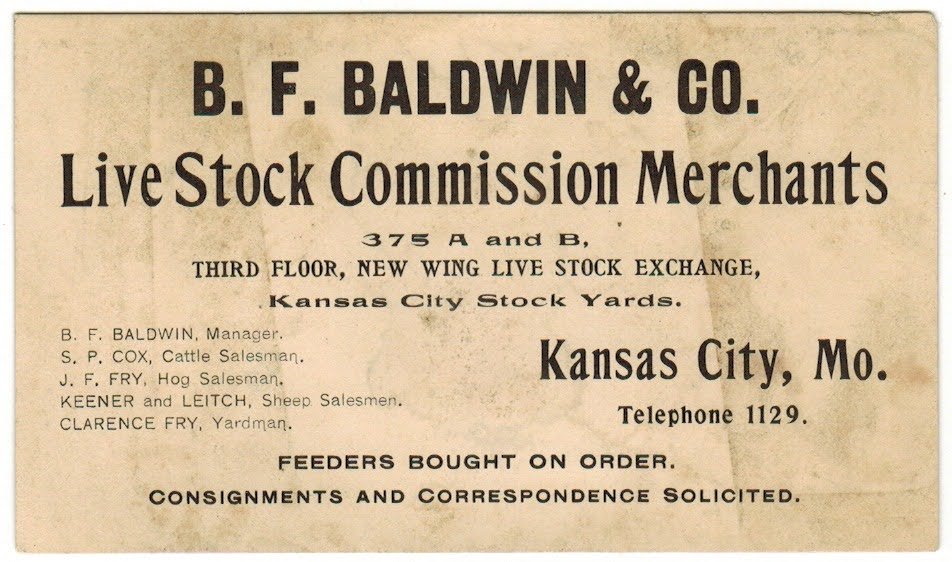 B. F. BALDWIN & CO.
Live Stock Commission Merchants
375 A and B,
THIRD FLOOR, NEW WING LIVE STOCK EXCHANGE,
Kansas City Stock Yards.
B. F. BALDWIN, Manager.
S. P. COX, Cattle Salesman.
J. F. FRY, Hog Salesman.
KEENER and LEITCH, Sheep Salesmen.
CLARENCE FRY, Yardman.
Kansas City, Mo.
Telephone 1129.
FEEDERS BOUGHT ON ORDER.
CONSIGNMENTS AND CORRESPONDENCE SOLICITED.